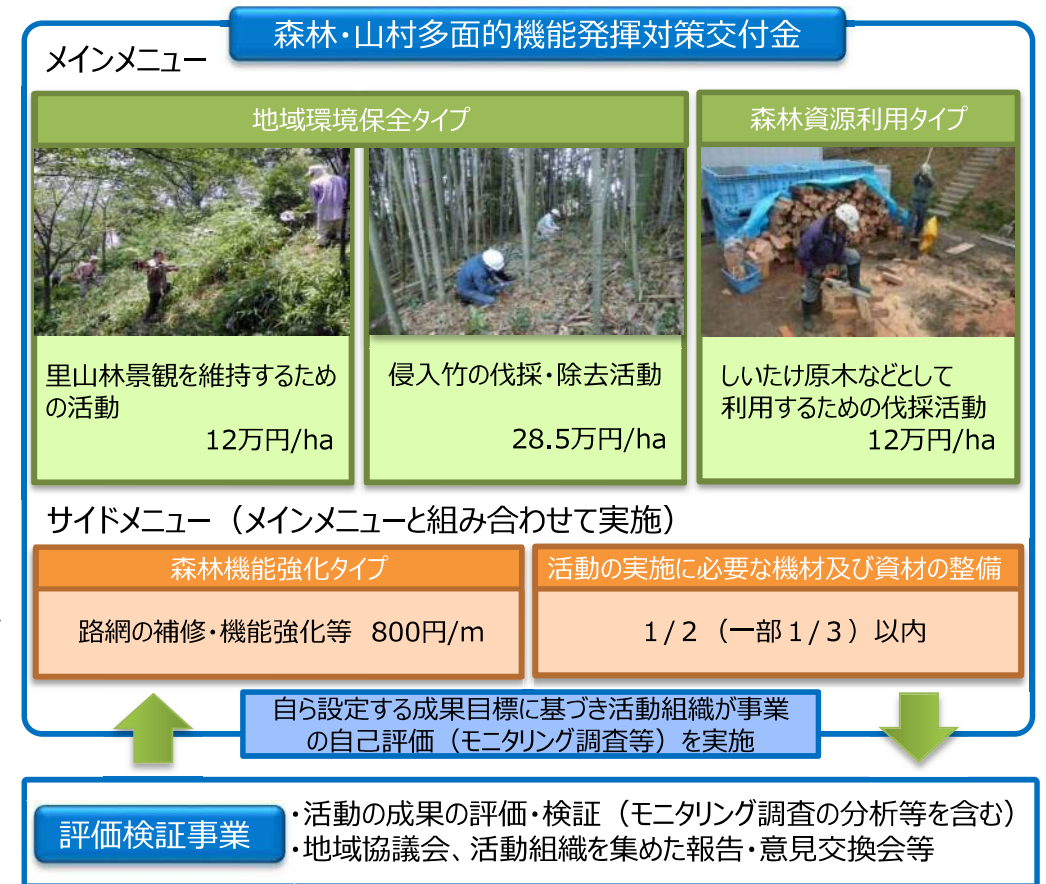 森林・山村多面的機能発揮対策交付金
メインメニュー
地域環境保全タイプ
森林資源利用タイプ
里山林景観を維持するため
の活動
12万円/ha
侵入竹の伐採・除去活動
28.5万円/ha
しいたけ原木などとして
利用するための伐採活動
12万円/ha
サイドメニュー（メインメニューと組み合わせて実施）
森林機能強化タイプ
活動の実施に必要な機材及び資材の整備
路網の補修・機能強化等 800円/m
1/2（一部1/3）以内
自ら設定する成果目標に基づき活動組織が事業
の自己評価（モニタリング調査等）を実施
評価検証事業
・活動の成果の評価・検証（モニタリング調査の分析等を含む）
・地域協議会、活動組織を集めた報告・意見交換会等